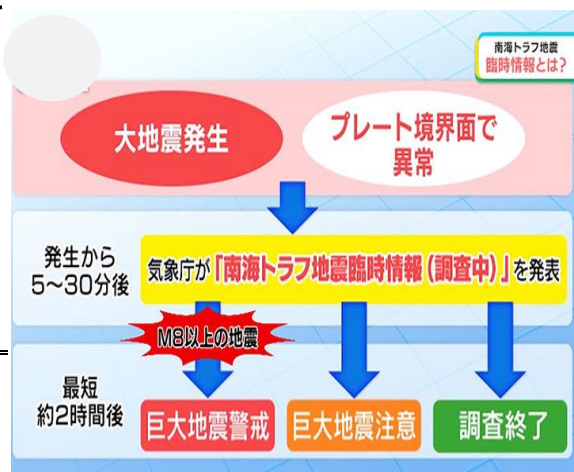 南海トラフ地震
臨時情報とは?
大地震発生
プレート境界面で
異常
発生から
5~30分後
気象庁が「南海トラフ地震臨時情報(調査中)」を発表
M8以上の地震
最短
約2時間後
巨大地震警戒
巨大地震注意
調査終了